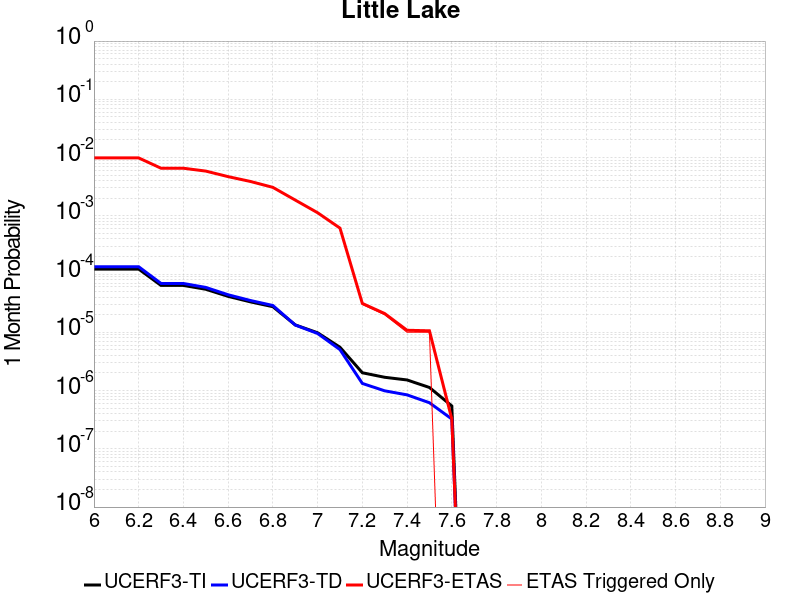 Little Lake
10^0
10^-1
10^-2
10^-3
10^-4
10^-5
10^-6
10^-7
10^-8
1 Month Probability
6 6.2 6.4 6.6 6.8 7 7.2 7.4 7.6 7.8 8 8.2 8.4 8.6 8.8 9
Magnitude
UCERF3-TI UCERF3-TD UCERF3-ETAS ETAS Triggered Only